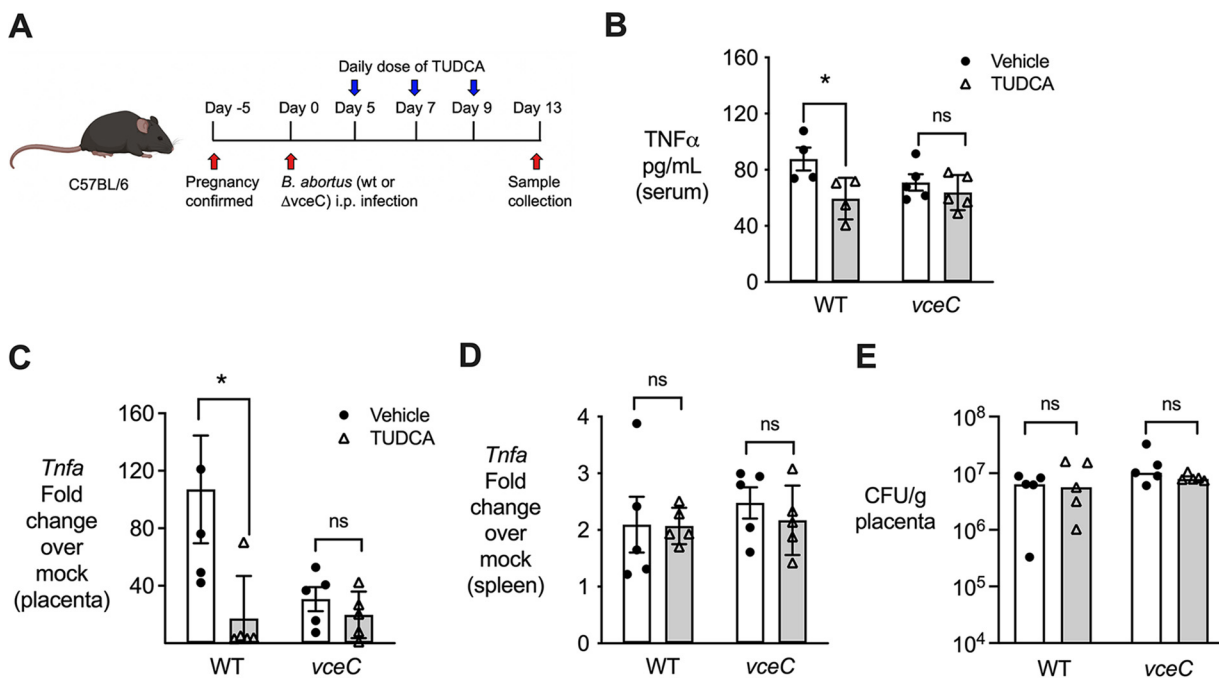 A
Daily dose of TUDCA
Day -5 Day 0 Day 5 Day 7 Day 9 Day 13
C57BL/6
Pregnancy
confirmed
B. abortus (wt or
ΔvceC) i.p. infection
Sample
collection
B
TNFα
pg/mL
(serum)
160
120
80
40
0
*
ns
Vehicle
TUDCA
WT
vceC
C
Tnfa
Fold
change
over
mock
(placenta)
160
120
80
40
*
ns
Vehicle
TUDCA
WT
vceC
D
Tnfa
Fold
change
over
mock
(spleen)
4
3
2
1
0
ns
ns
WT
vceC
E
CFU/g
placenta
10⁸
10⁷
10⁶
10⁵
10⁴
ns
ns
WT
vceC